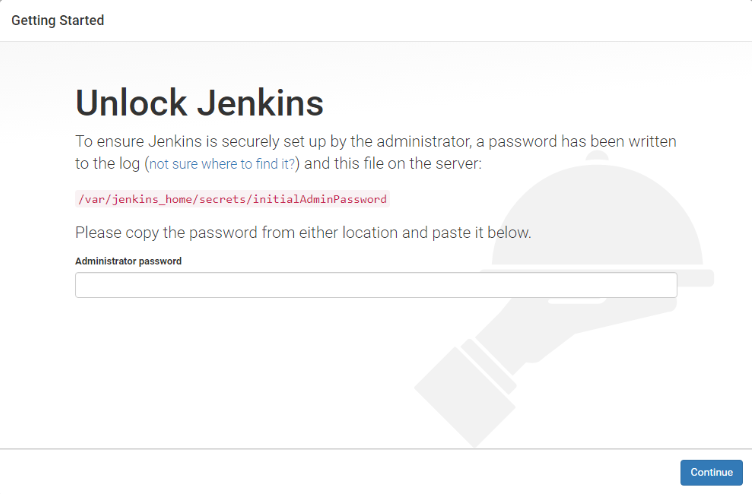 Getting Started
Unlock Jenkins
To ensure Jenkins is securely set up by the administrator, a password has been written
to the log (not sure where to find it?) and this file on the server:
/var/jenkins_home/secrets/initialAdminPassword
Please copy the password from either location and paste it below.
Administrator password
Continue